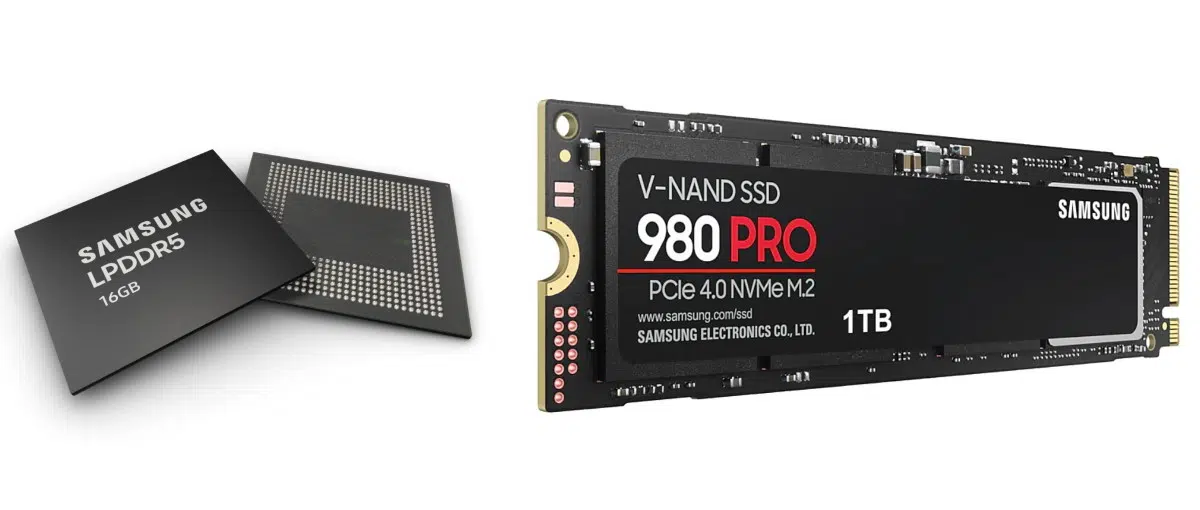 SAMSUNG
LPDDR5
16GB
V-NAND SSD
980 PRO
PCIe 4.0 NVMe M.2
www.samsung.com/ssd
SAMSUNG ELECTRONICS CO., LTD.
1TB
SAMSUNG